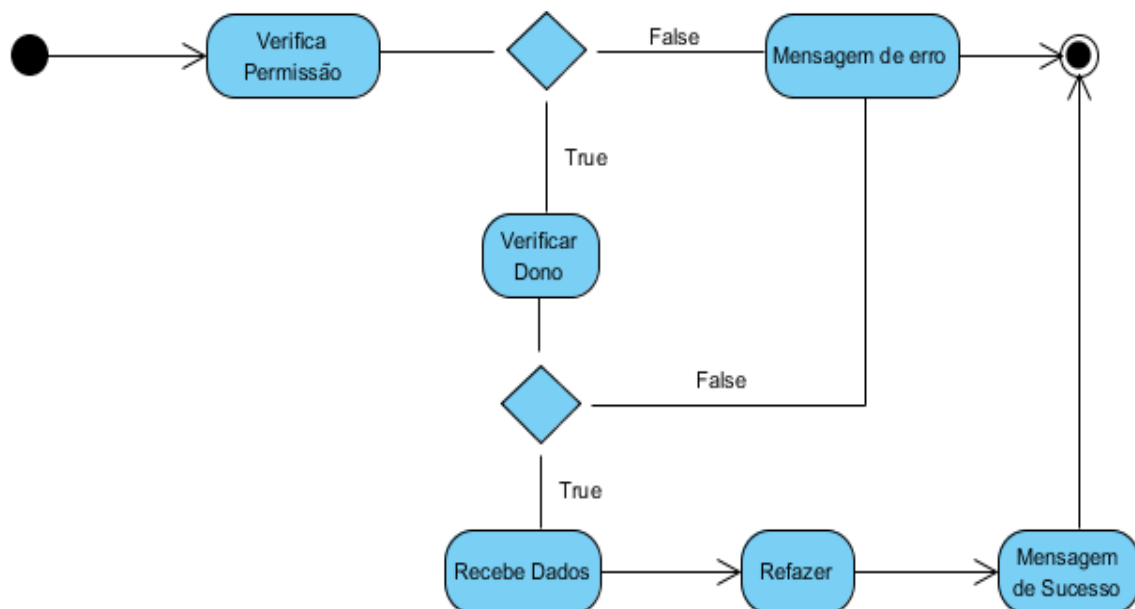 Verifica
Permissão
False
Mensagem de erro
True
Verificar
Dono
False
True
Recebe Dados
Refazer
Mensagem
de Sucesso